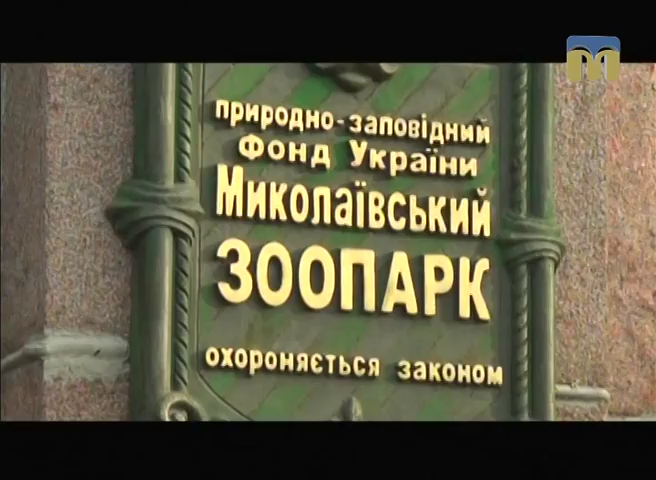 М
природно-заповідний
Фонд України
Миколаївський
ЗООПАРК
охороняється законом